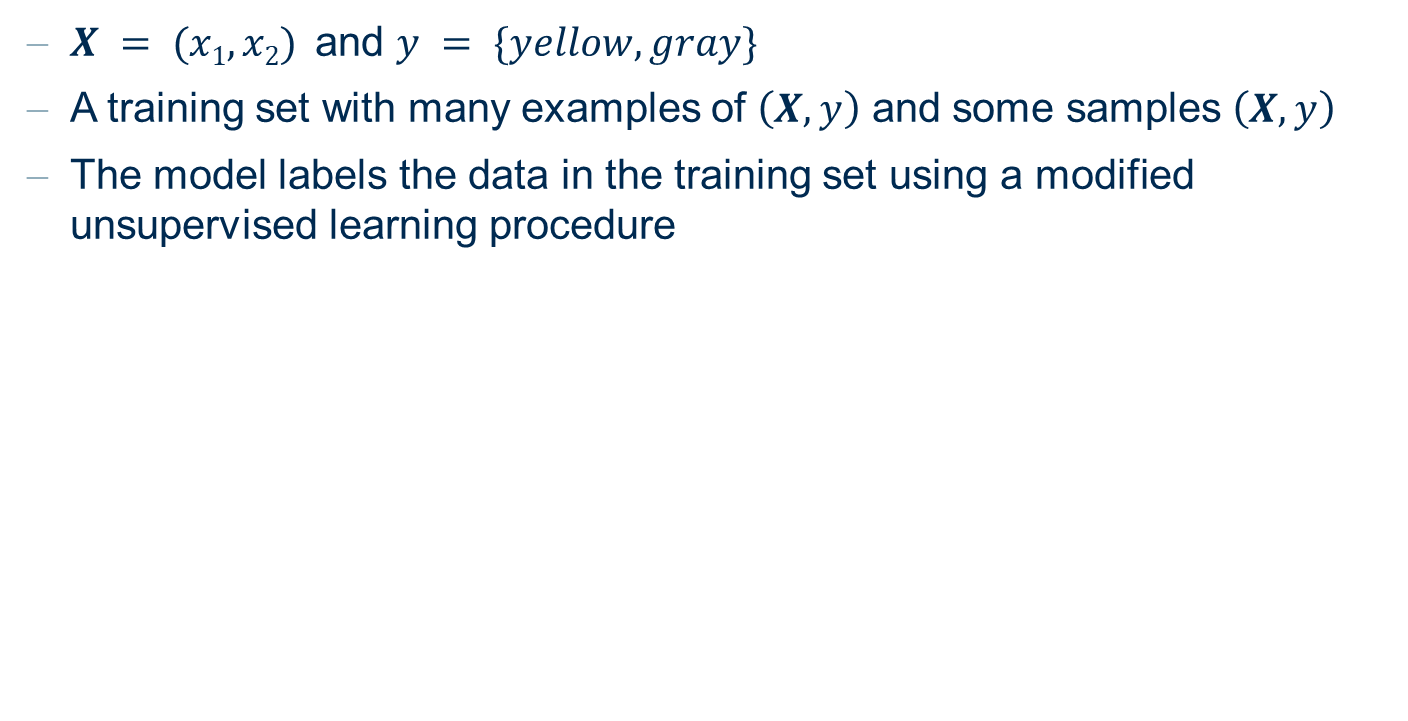 – X = (x₁, x₂) and y = {yellow, gray}
– A training set with many examples of (X, y) and some samples (X, y)
– The model labels the data in the training set using a modified
unsupervised learning procedure